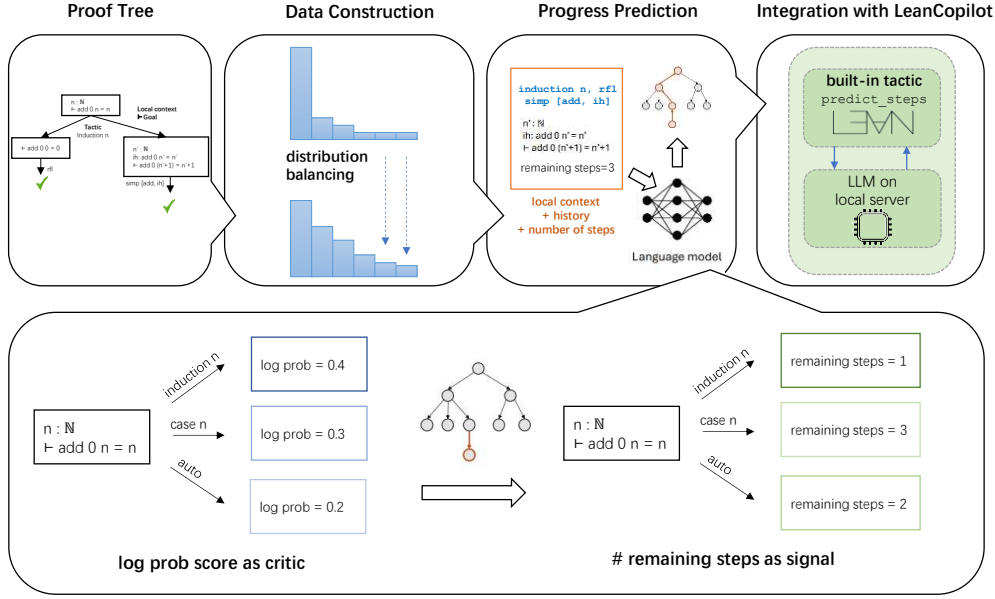 Proof Tree
Data Construction
Progress Prediction
Integration with LeanCopilot
n : ℕ
⊢ add 0 n = n
Local context
⊢ Goal
Tactic
Induction n
⊢ add 0 0 = 0
n' : ℕ
ih: add 0 n' = n'
⊢ add 0 (n'+1) = n'+1
rfl
simp [add, ih]
distribution
balancing
induction n, rfl
simp [add, ih]
n' : ℕ
ih: add 0 n' = n'
⊢ add 0 (n'+1) = n'+1
remaining steps=3
local context
+ history
+ number of steps
Language model
built-in tactic
predict_steps
L∃∀N
LLM on
local server
n : ℕ
⊢ add 0 n = n
induction n
case n
auto
log prob = 0.4
log prob = 0.3
log prob = 0.2
log prob score as critic
n : ℕ
⊢ add 0 n = n
induction n
case n
auto
remaining steps = 1
remaining steps = 3
remaining steps = 2
# remaining steps as signal